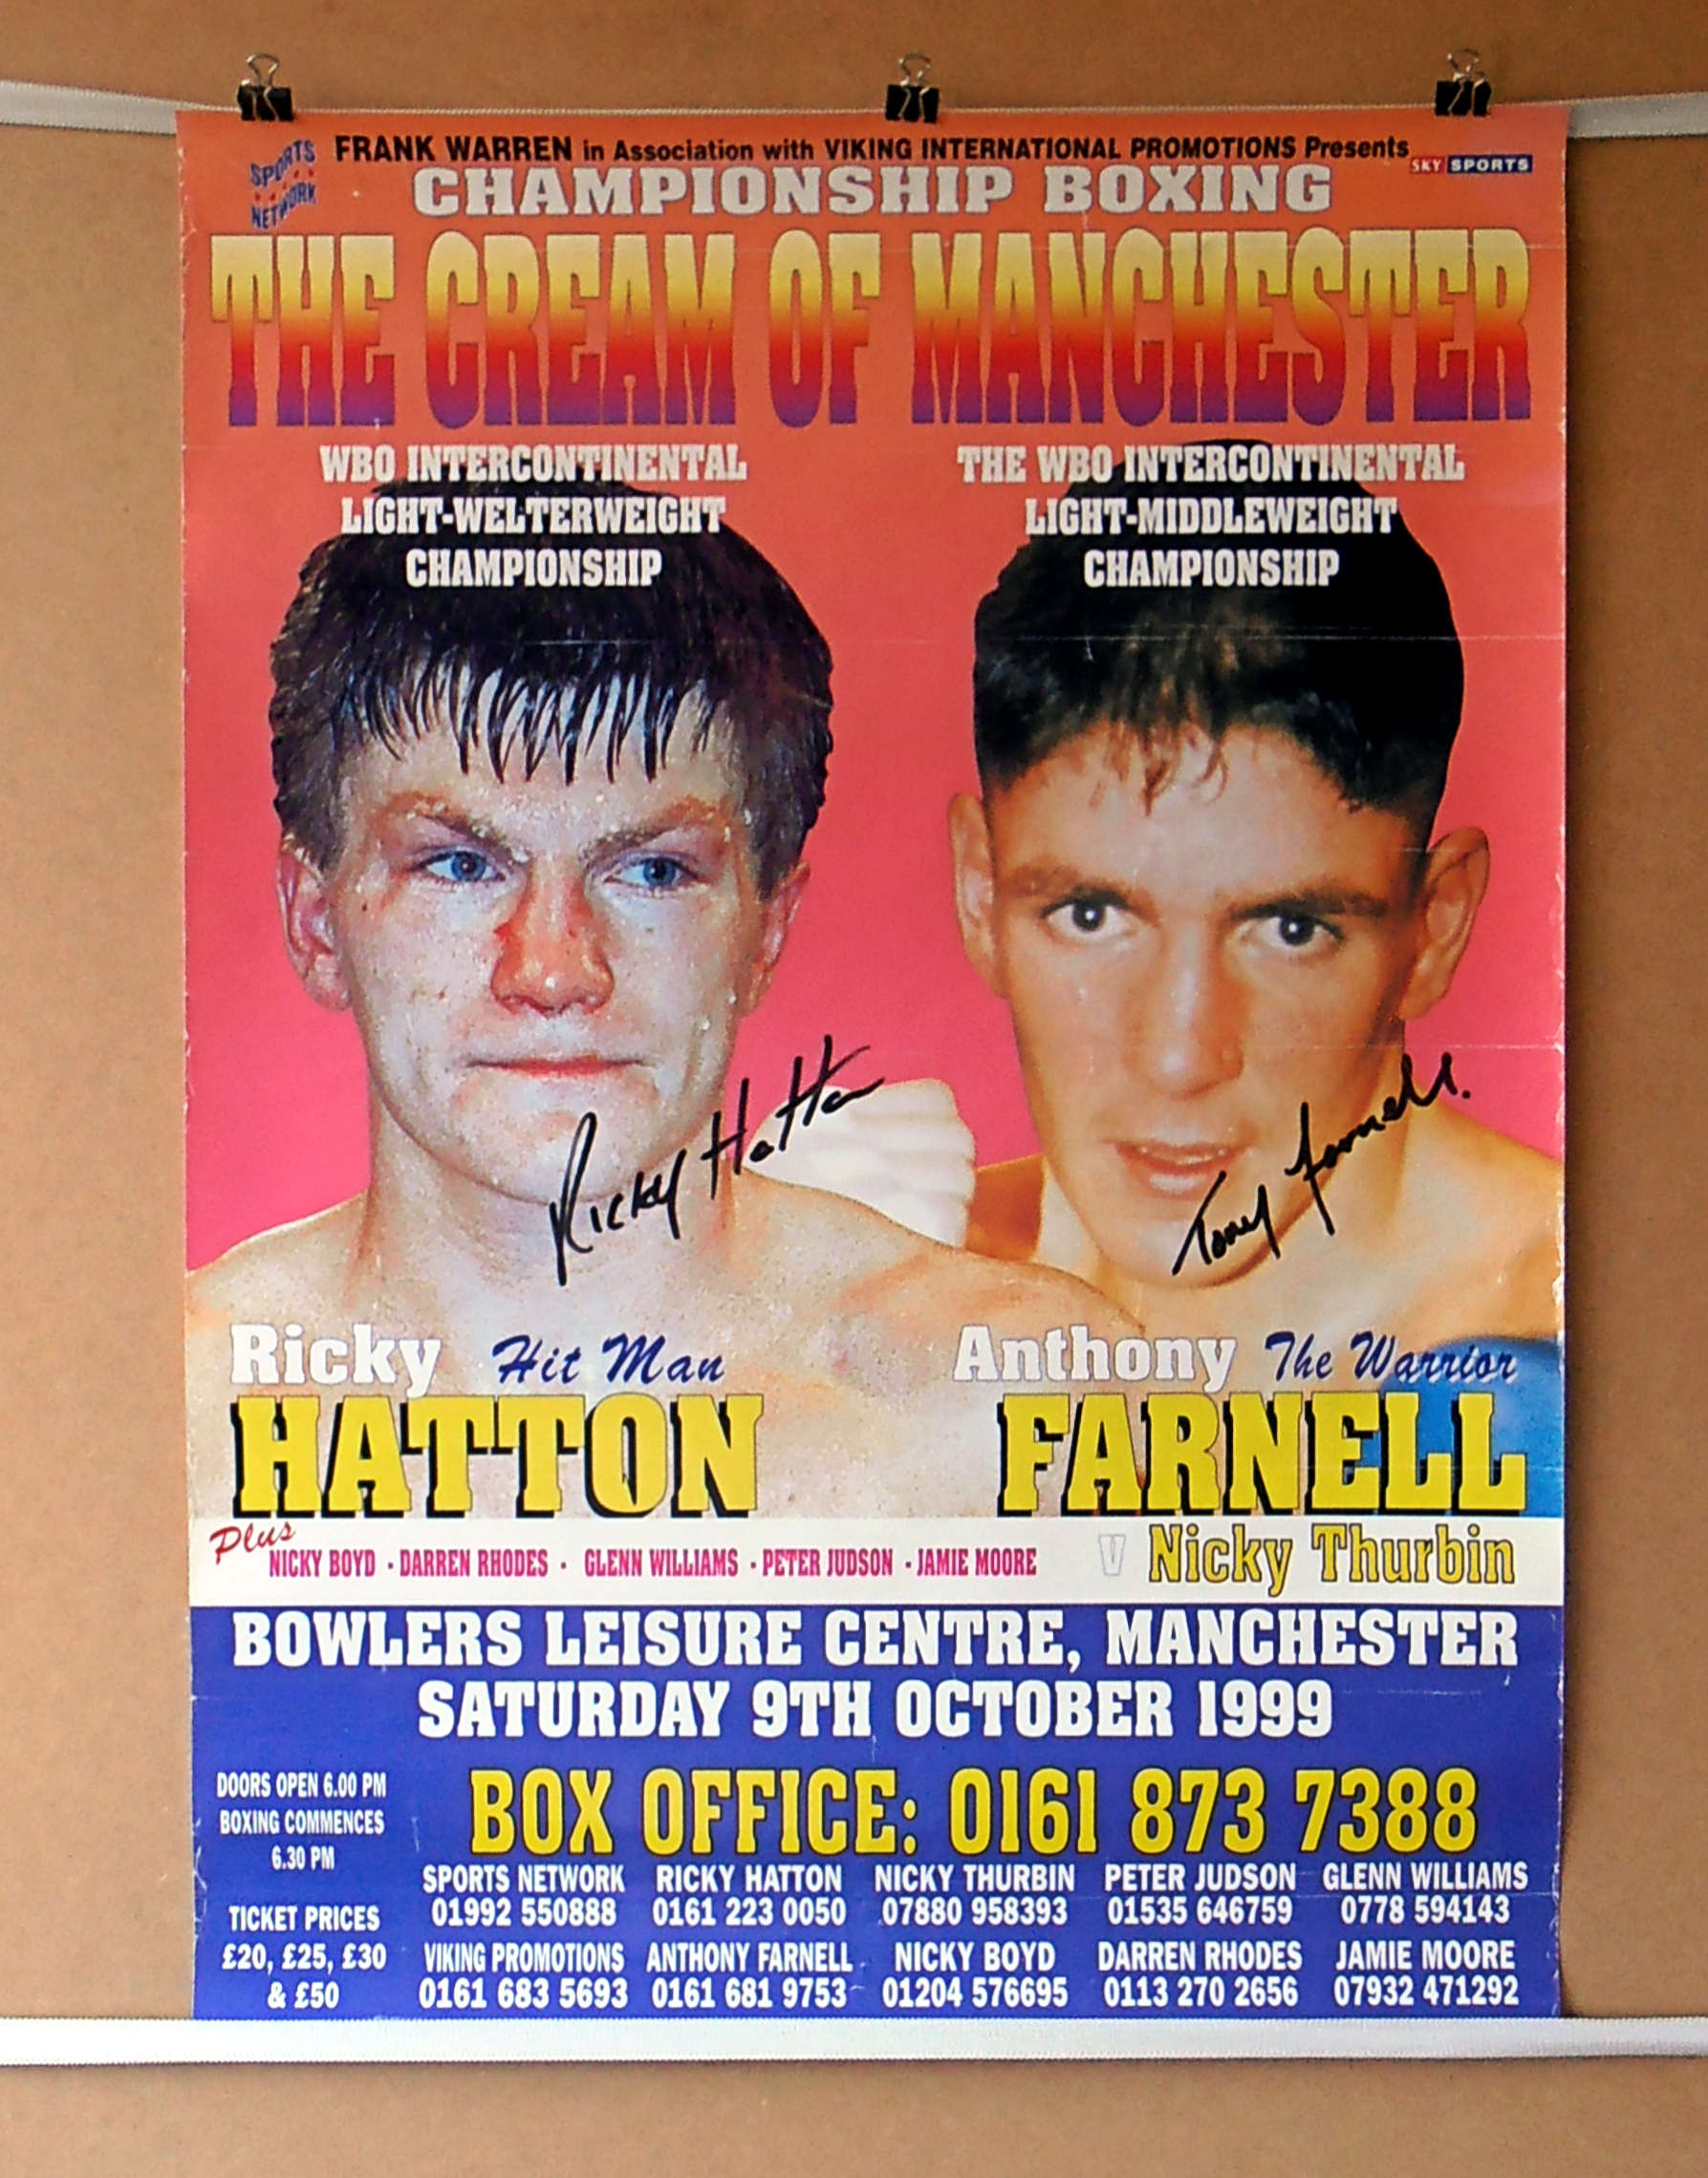 SPORTS NETWORK
FRANK WARREN in Association with VIKING INTERNATIONAL PROMOTIONS Presents
SKY SPORTS
CHAMPIONSHIP BOXING
THE CREAM OF MANCHESTER
WBO INTERCONTINENTAL
LIGHT-WELTERWEIGHT
CHAMPIONSHIP
THE WBO INTERCONTINENTAL
LIGHT-MIDDLEWEIGHT
CHAMPIONSHIP
Ricky Hatton
Tony Farnell.
Ricky Hit Man
HATTON
Anthony The Warrior
FARNELL
Plus
NICKY BOYD - DARREN RHODES - GLENN WILLIAMS - PETER JUDSON - JAMIE MOORE
V Nicky Thurbin
BOWLERS LEISURE CENTRE, MANCHESTER
SATURDAY 9TH OCTOBER 1999
DOORS OPEN 6.00 PM
BOXING COMMENCES
6.30 PM
TICKET PRICES
£20, £25, £30
& £50
BOX OFFICE: 0161 873 7388
SPORTS NETWORK RICKY HATTON NICKY THURBIN PETER JUDSON GLENN WILLIAMS
01992 550888 0161 223 0050 07880 958393 01535 646759 0778 594143
VIKING PROMOTIONS ANTHONY FARNELL NICKY BOYD DARREN RHODES JAMIE MOORE
0161 683 5693 0161 681 9753 01204 576695 0113 270 2656 07932 471292